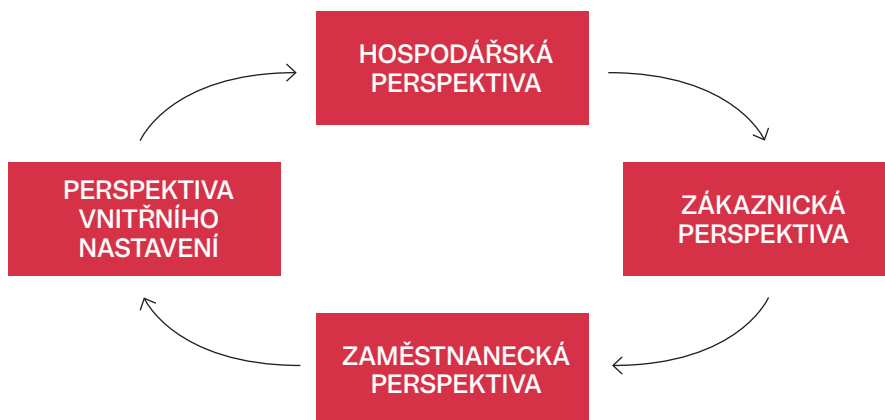 HOSPODÁŘSKÁ
PERSPEKTIVA
PERSPEKTIVA
VNITŘNÍHO
NASTAVENÍ
ZÁKAZNICKÁ
PERSPEKTIVA
ZAMĚSTNANECKÁ
PERSPEKTIVA